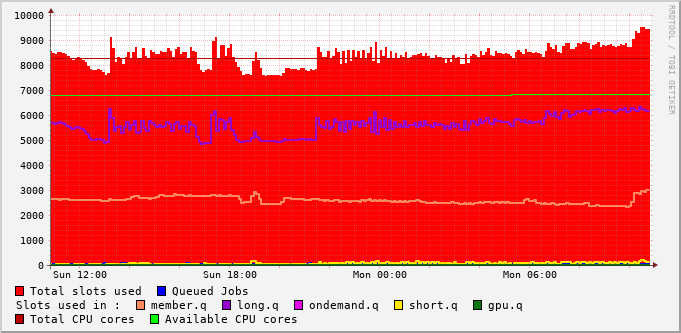 10000
9000
8000
7000
6000
5000
4000
3000
2000
1000
0
Sun 12:00 Sun 18:00 Mon 00:00 Mon 06:00
RRDTOOL / TOBI OETIKER
Total slots used Queued Jobs
Slots used in : member.q long.q ondemand.q short.q gpu.q
Total CPU cores Available CPU cores